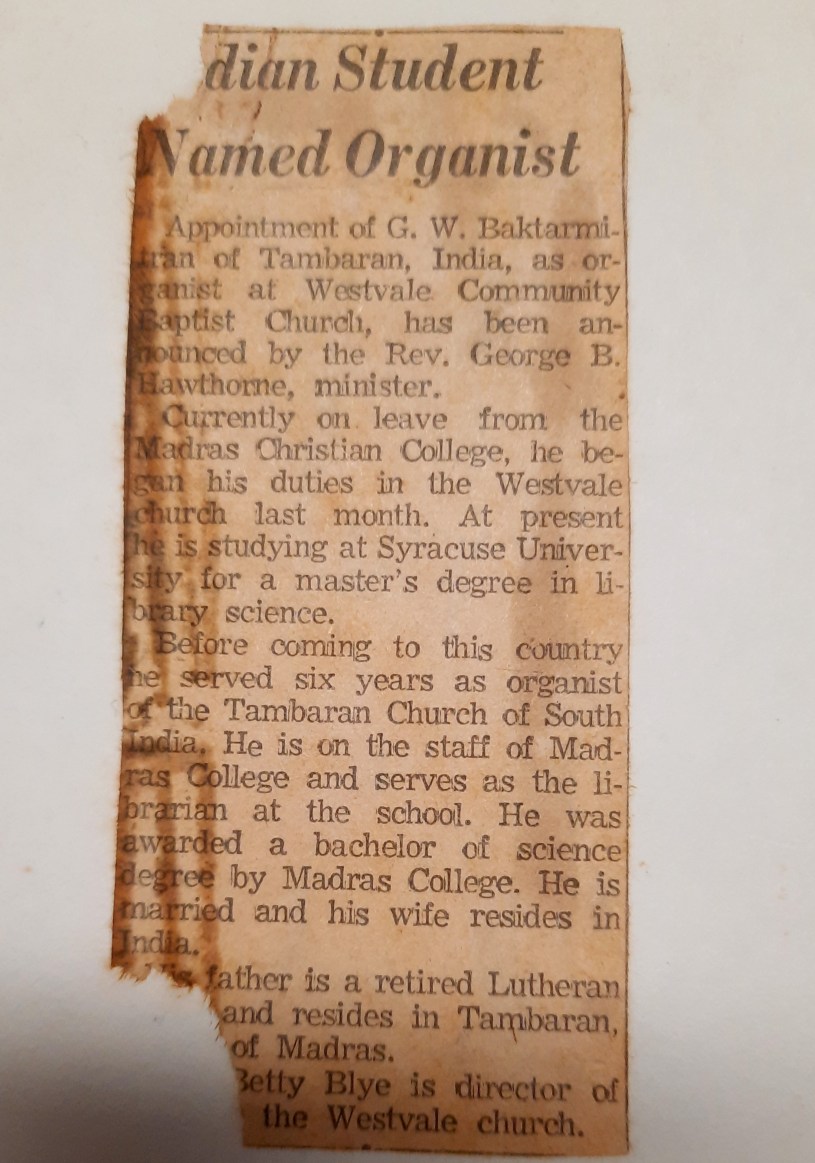 dian Student
Named Organist
Appointment of G. W. Baktarmi-
tran of Tambaran, India, as or-
ganist at Westvale Community
Baptist Church, has been an-
nounced by the Rev. George B.
Hawthorne, minister.
Currently on leave from the
Madras Christian College, he be-
gan his duties in the Westvale
church last month. At present
he is studying at Syracuse Univer-
sity for a master's degree in li-
brary science.
Before coming to this country
he served six years as organist
of the Tambaran Church of South
India. He is on the staff of Mad-
ras College and serves as the li-
brarian at the school. He was
awarded a bachelor of science
degree by Madras College. He is
married and his wife resides in
India.
His father is a retired Lutheran
and resides in Tambaran,
of Madras.
Betty Blye is director of
the Westvale church.